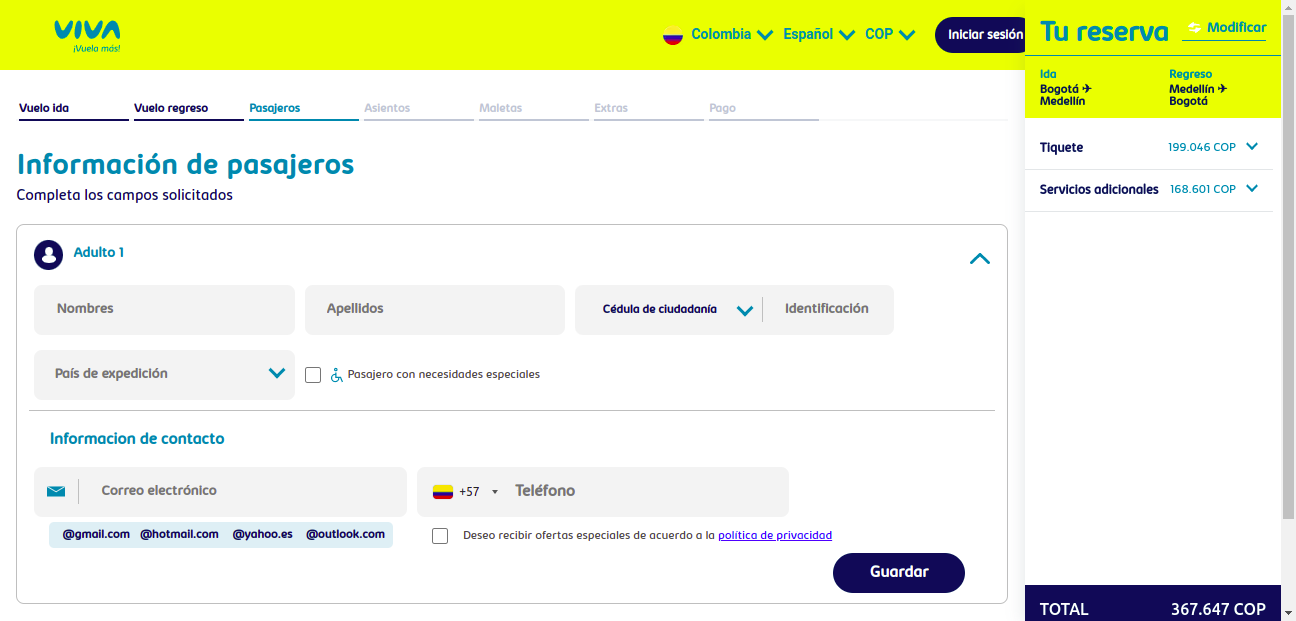 VIVA
¡Vuela más!
Colombia Español COP Iniciar sesión
Tu reserva Modificar
Ida Regreso
Bogotá ✈ Medellín ✈
Medellín Bogotá
Vuelo ida Vuelo regreso Pasajeros Asientos Maletas Extras Pago
Tiquete 199.046 COP
Servicios adicionales 168.601 COP
Información de pasajeros
Completa los campos solicitados
Adulto 1
Nombres Apellidos Cédula de ciudadanía Identificación
País de expedición Pasajero con necesidades especiales
Informacion de contacto
Correo electrónico +57 Teléfono
@gmail.com @hotmail.com @yahoo.es @outlook.com
Deseo recibir ofertas especiales de acuerdo a la política de privacidad
Guardar
TOTAL 367.647 COP